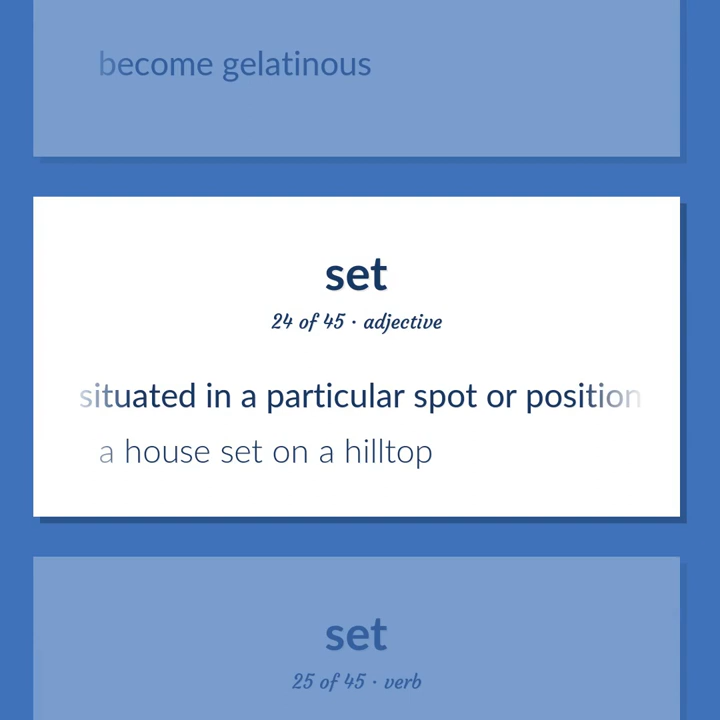 become gelatinous
set
24 of 45 · adjective
situated in a particular spot or position
a house set on a hilltop
set
25 of 45 · verb